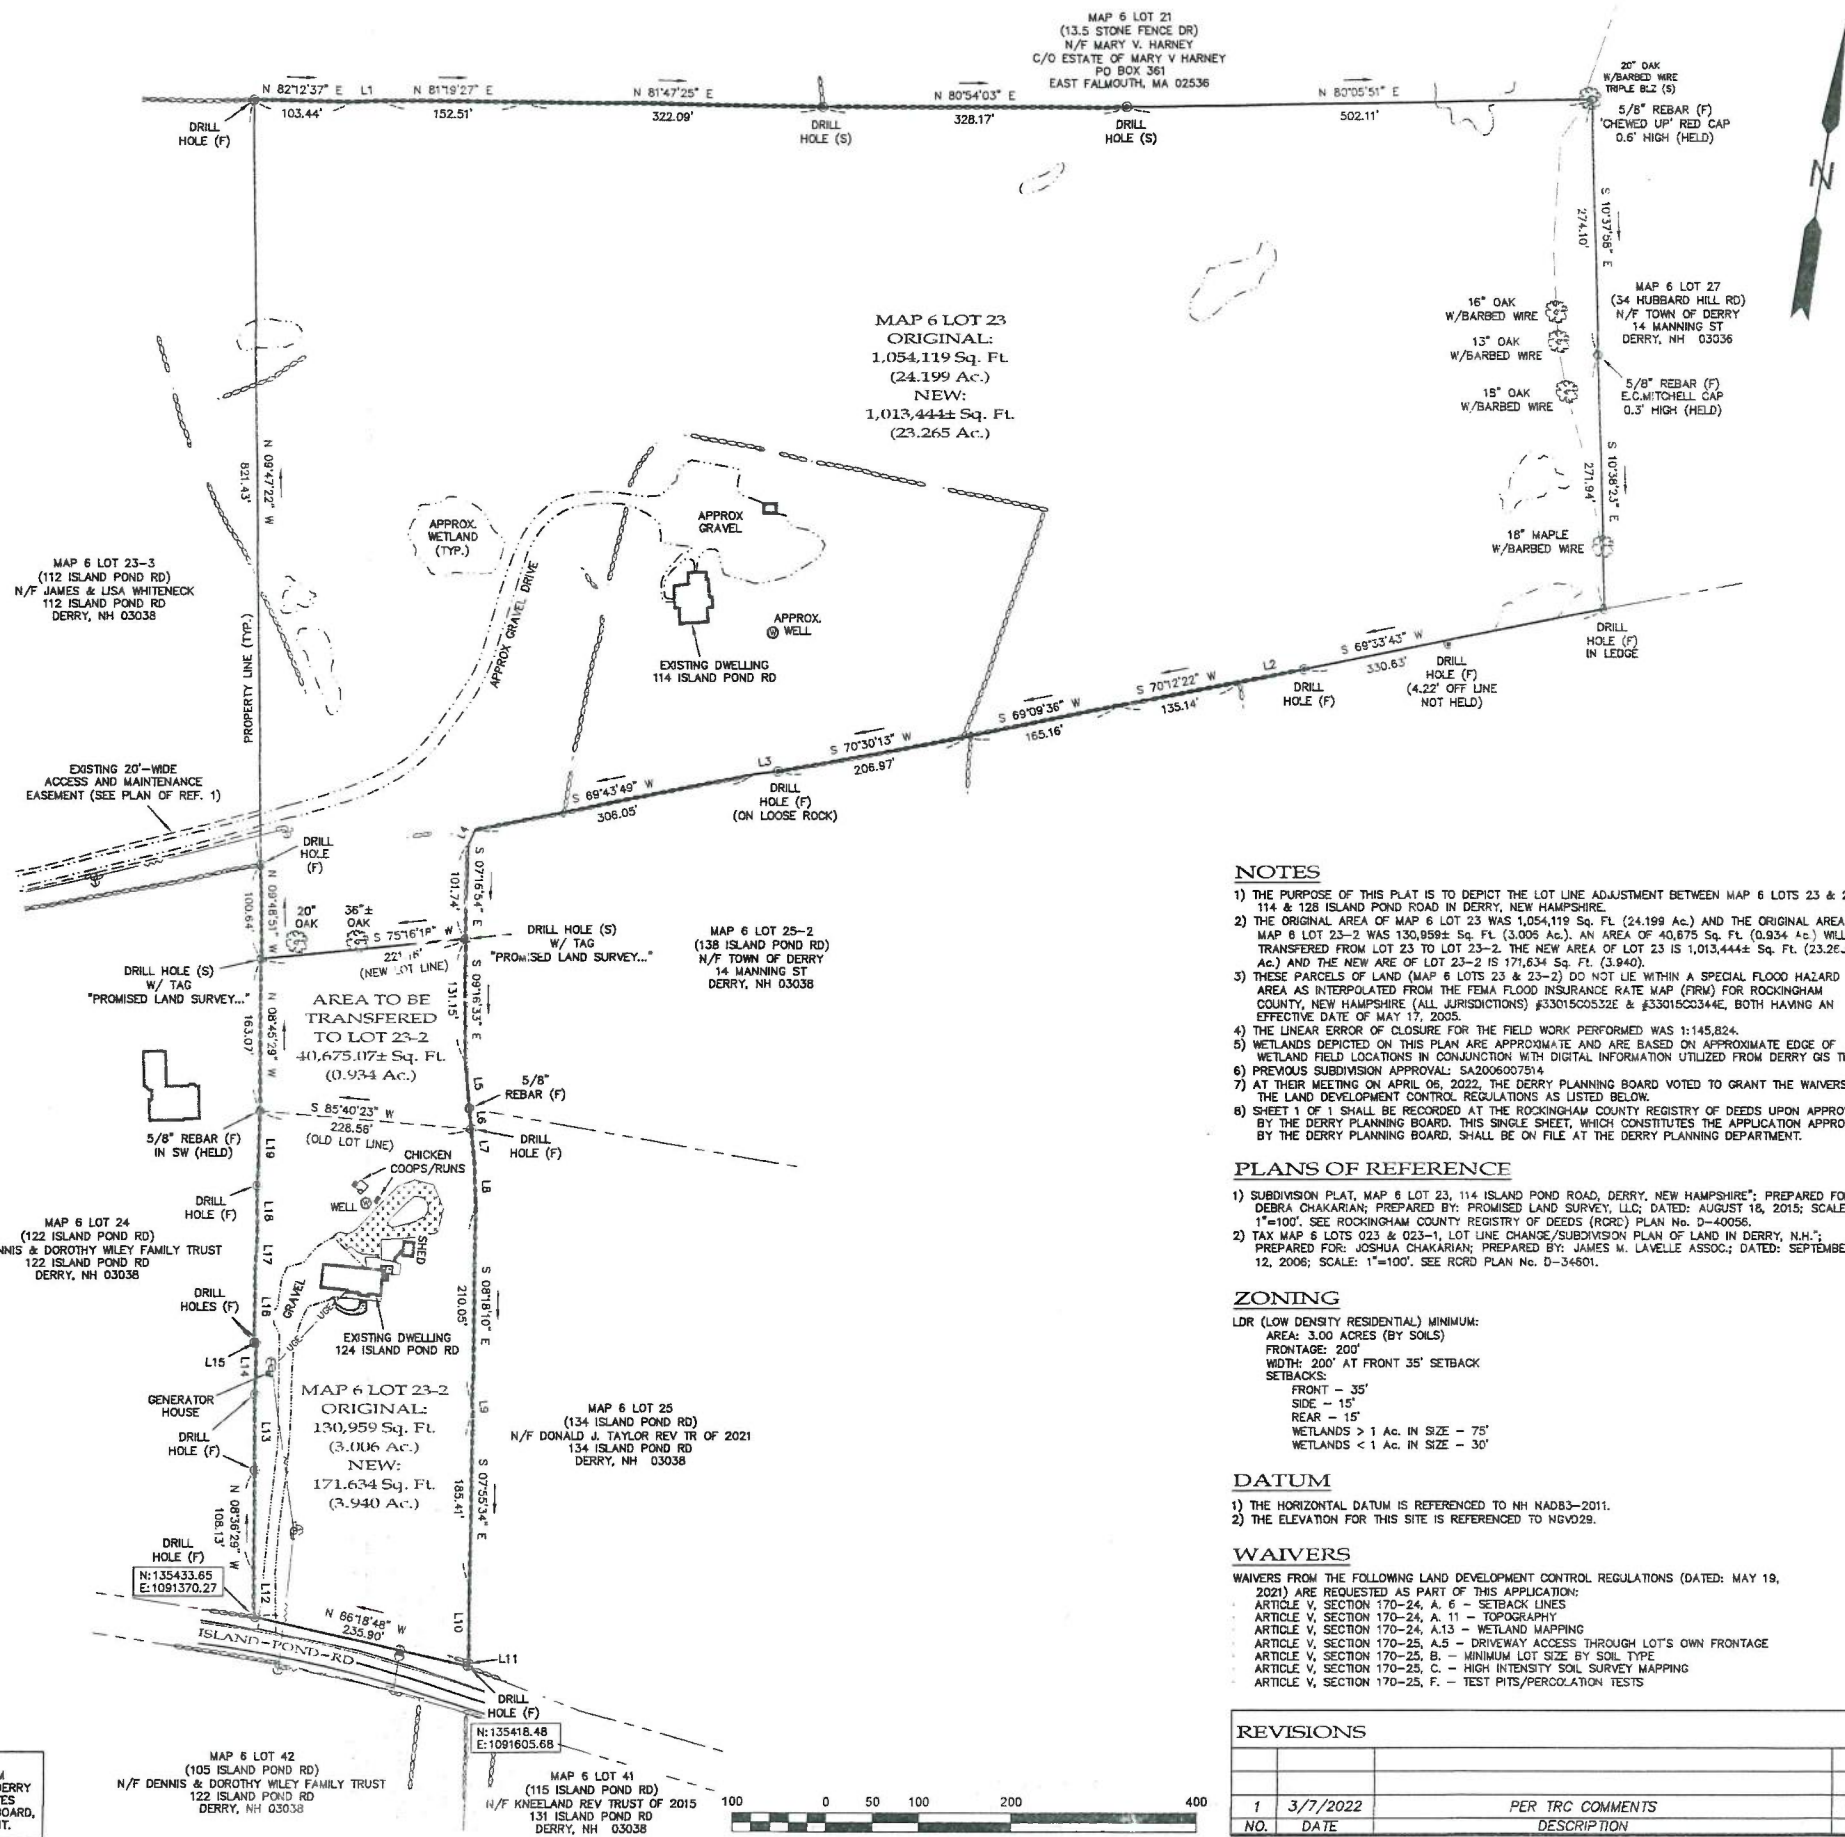 MAP 6 LOT 21
(13.5 STONE FENCE DR)
N/F MARY V. HARNEY
C/O ESTATE OF MARY V HARNEY
PO BOX 361
EAST FALMOUTH, MA 02536
N 82°12'37" E
103.44'
L1
N 81°19'27" E
152.51'
N 81°47'25" E
322.09'
N 80°54'03" E
328.17'
N 80°05'51" E
502.11'
DRILL
HOLE (F)
DRILL
HOLE (S)
DRILL
HOLE (S)
20" OAK
W/BARBED WIRE
TRIPLE BLZ (S)
5/8" REBAR (F)
'CHEWED UP' RED CAP
0.6' HIGH (HELD)
N
S 10°37'58" E
274.10'
MAP 6 LOT 27
(34 HUBBARD HILL RD)
N/F TOWN OF DERRY
14 MANNING ST
DERRY, NH 03036
16" OAK
W/BARBED WIRE
13" OAK
W/BARBED WIRE
15" OAK
W/BARBED WIRE
5/8" REBAR (F)
E.C.MITCHELL CAP
0.3' HIGH (HELD)
S 10°38'23" E
271.94'
18" MAPLE
W/BARBED WIRE
DRILL
HOLE (F)
IN LEDGE
MAP 6 LOT 23
ORIGINAL:
1,054,119 Sq. Ft.
(24.199 Ac.)
NEW:
1,013,444± Sq. Ft.
(23.265 Ac.)
N 09°47'22" W
821.43'
PROPERTY LINE (TYP.)
APPROX.
WETLAND
(TYP.)
APPROX
GRAVEL
APPROX GRAVEL DRIVE
APPROX.
WELL
EXISTING DWELLING
114 ISLAND POND RD
MAP 6 LOT 23-3
(112 ISLAND POND RD)
N/F JAMES & LISA WHITENECK
112 ISLAND POND RD
DERRY, NH 03038
EXISTING 20'-WIDE
ACCESS AND MAINTENANCE
EASEMENT (SEE PLAN OF REF. 1)
S 69°33'43" W
330.63'
DRILL
HOLE (F)
(4.22' OFF LINE
NOT HELD)
L2
DRILL
HOLE (F)
S 70°12'22" W
135.14'
S 69°09'36" W
165.16'
S 70°30'13" W
206.97'
L3
DRILL
HOLE (F)
(ON LOOSE ROCK)
S 69°43'49" W
306.05'
DRILL
HOLE
(F)
S 07°16'54" E
101.74'
N 09°48'51" W
100.64'
20"
OAK
36"±
OAK
S 75°16'18" W
(NEW LOT LINE)
DRILL HOLE (S)
W/ TAG
"PROMISED LAND SURVEY..."
DRILL HOLE (S)
W/ TAG
"PROMISED LAND SURVEY..."
MAP 6 LOT 25-2
(138 ISLAND POND RD)
N/F TOWN OF DERRY
14 MANNING ST
DERRY, NH 03038
AREA TO BE
TRANSFERED
TO LOT 23-2
40,675.07± Sq. Ft.
(0.934 Ac.)
N 08°45'29" W
163.07'
S 09°16'33" E
131.15'
L5
5/8"
REBAR (F)
L6
S 85°40'23" W
228.56'
(OLD LOT LINE)
L7
DRILL
HOLE (F)
5/8" REBAR (F)
IN SW (HELD)
L19
CHICKEN
COOPS/RUNS
WELL
L8
DRILL
HOLE (F)
L18
MAP 6 LOT 24
(122 ISLAND POND RD)
NNIS & DOROTHY WILEY FAMILY TRUST
122 ISLAND POND RD
DERRY, NH 03038
L17
SHED
GRAVEL
UGE
UGE
S 08°18'10" E
210.05'
DRILL
HOLES (F)
L16
EXISTING DWELLING
124 ISLAND POND RD
L15
L14
GENERATOR
HOUSE
DRILL
HOLE (F)
L13
MAP 6 LOT 23-2
ORIGINAL:
130,959 Sq. Ft.
(3.006 Ac.)
NEW:
171,634 Sq. Ft.
(3.940 Ac.)
L9
MAP 6 LOT 25
(134 ISLAND POND RD)
N/F DONALD J. TAYLOR REV TR OF 2021
134 ISLAND POND RD
DERRY, NH 03038
N 08°36'29" W
108.13'
S 07°55'34" E
185.41'
DRILL
HOLE (F)
N:135433.65
E:1091370.27
L12
N 86°18'48" W
235.90'
L10
ISLAND-POND-RD
L11
DRILL
HOLE (F)
N:135418.48
E:1091605.68
MAP 6 LOT 42
(105 ISLAND POND RD)
N/F DENNIS & DOROTHY WILEY FAMILY TRUST
122 ISLAND POND RD
DERRY, NH 03038
MAP 6 LOT 41
(115 ISLAND POND RD)
N/F KNEELAND REV TRUST OF 2015
131 ISLAND POND RD
DERRY, NH 03038
100 0 50 100 200 400
NOTES
1) THE PURPOSE OF THIS PLAT IS TO DEPICT THE LOT LINE ADJUSTMENT BETWEEN MAP 6 LOTS 23 &
114 & 128 ISLAND POND ROAD IN DERRY, NEW HAMPSHIRE.
2) THE ORIGINAL AREA OF MAP 6 LOT 23 WAS 1,054,119 Sq. Ft. (24.199 Ac.) AND THE ORIGINAL AREA
MAP 6 LOT 23-2 WAS 130,959± Sq. Ft. (3.006 Ac.). AN AREA OF 40,675 Sq. Ft. (0.934 Ac.) WILL
TRANSFERED FROM LOT 23 TO LOT 23-2. THE NEW AREA OF LOT 23 IS 1,013,444± Sq. Ft.
Ac.) AND THE NEW ARE OF LOT 23-2 IS 171,634 Sq. Ft. (3.940).
3) THESE PARCELS OF LAND (MAP 6 LOTS 23 & 23-2) DO NOT LIE WITHIN A SPECIAL FLOOD HAZARD
AREA AS INTERPOLATED FROM THE FEMA FLOOD INSURANCE RATE MAP (FIRM) FOR ROCKINGHAM
COUNTY, NEW HAMPSHIRE (ALL JURISDICTIONS) #33015C0532E & #33015C0344E, BOTH HAVING AN
EFFECTIVE DATE OF MAY 17, 2005.
4) THE LINEAR ERROR OF CLOSURE FOR THE FIELD WORK PERFORMED WAS 1:145,824.
5) WETLANDS DEPICTED ON THIS PLAN ARE APPROXIMATE AND ARE BASED ON APPROXIMATE EDGE OF
WETLAND FIELD LOCATIONS IN CONJUNCTION WITH DIGITAL INFORMATION UTILIZED FROM DERRY GIS
6) PREVIOUS SUBDIVISION APPROVAL: SA2006007514
7) AT THEIR MEETING ON APRIL 06, 2022, THE DERRY PLANNING BOARD VOTED TO GRANT THE WAIVERS
THE LAND DEVELOPMENT CONTROL REGULATIONS AS LISTED BELOW.
8) SHEET 1 OF 1 SHALL BE RECORDED AT THE ROCKINGHAM COUNTY REGISTRY OF DEEDS UPON APPRO
BY THE DERRY PLANNING BOARD. THIS SINGLE SHEET, WHICH CONSTITUTES THE APPLICATION APPRO
BY THE DERRY PLANNING BOARD, SHALL BE ON FILE AT THE DERRY PLANNING DEPARTMENT.
PLANS OF REFERENCE
1) SUBDIVISION PLAT, MAP 6 LOT 23, 114 ISLAND POND ROAD, DERRY, NEW HAMPSHIRE"; PREPARED FO
DEBRA CHAKARIAN; PREPARED BY: PROMISED LAND SURVEY, LLC; DATED: AUGUST 18, 2015; SCALE
1"=100'. SEE ROCKINGHAM COUNTY REGISTRY OF DEEDS (RCRD) PLAN No. D-40056.
2) TAX MAP 6 LOTS 023 & 023-1, LOT LINE CHANGE/SUBDIVISION PLAN OF LAND IN DERRY, N.H.";
PREPARED FOR: JOSHUA CHAKARIAN; PREPARED BY: JAMES M. LAVELLE ASSOC.; DATED: SEPTEMBE
12, 2006; SCALE: 1"=100'. SEE RCRD PLAN No. D-34601.
ZONING
LDR (LOW DENSITY RESIDENTIAL) MINIMUM:
AREA: 3.00 ACRES (BY SOILS)
FRONTAGE: 200'
WIDTH: 200' AT FRONT 35' SETBACK
SETBACKS:
FRONT - 35'
SIDE - 15'
REAR - 15'
WETLANDS > 1 Ac. IN SIZE - 75'
WETLANDS < 1 Ac. IN SIZE - 30'
DATUM
1) THE HORIZONTAL DATUM IS REFERENCED TO NH NAD83-2011.
2) THE ELEVATION FOR THIS SITE IS REFERENCED TO NGVD29.
WAIVERS
WAIVERS FROM THE FOLLOWING LAND DEVELOPMENT CONTROL REGULATIONS (DATED: MAY 19,
2021) ARE REQUESTED AS PART OF THIS APPLICATION:
ARTICLE V, SECTION 170-24, A. 6 - SETBACK LINES
ARTICLE V, SECTION 170-24, A. 11 - TOPOGRAPHY
ARTICLE V, SECTION 170-24, A.13 - WETLAND MAPPING
ARTICLE V, SECTION 170-25, A.5 - DRIVEWAY ACCESS THROUGH LOT'S OWN FRONTAGE
ARTICLE V, SECTION 170-25, B. - MINIMUM LOT SIZE BY SOIL TYPE
ARTICLE V, SECTION 170-25, C. - HIGH INTENSITY SOIL SURVEY MAPPING
ARTICLE V, SECTION 170-25, F. - TEST PITS/PERCOLATION TESTS
REVISIONS
1 3/7/2022 PER TRC COMMENTS
NO. DATE DESCRIPTION
M
DERRY
ES
BOARD,
T.